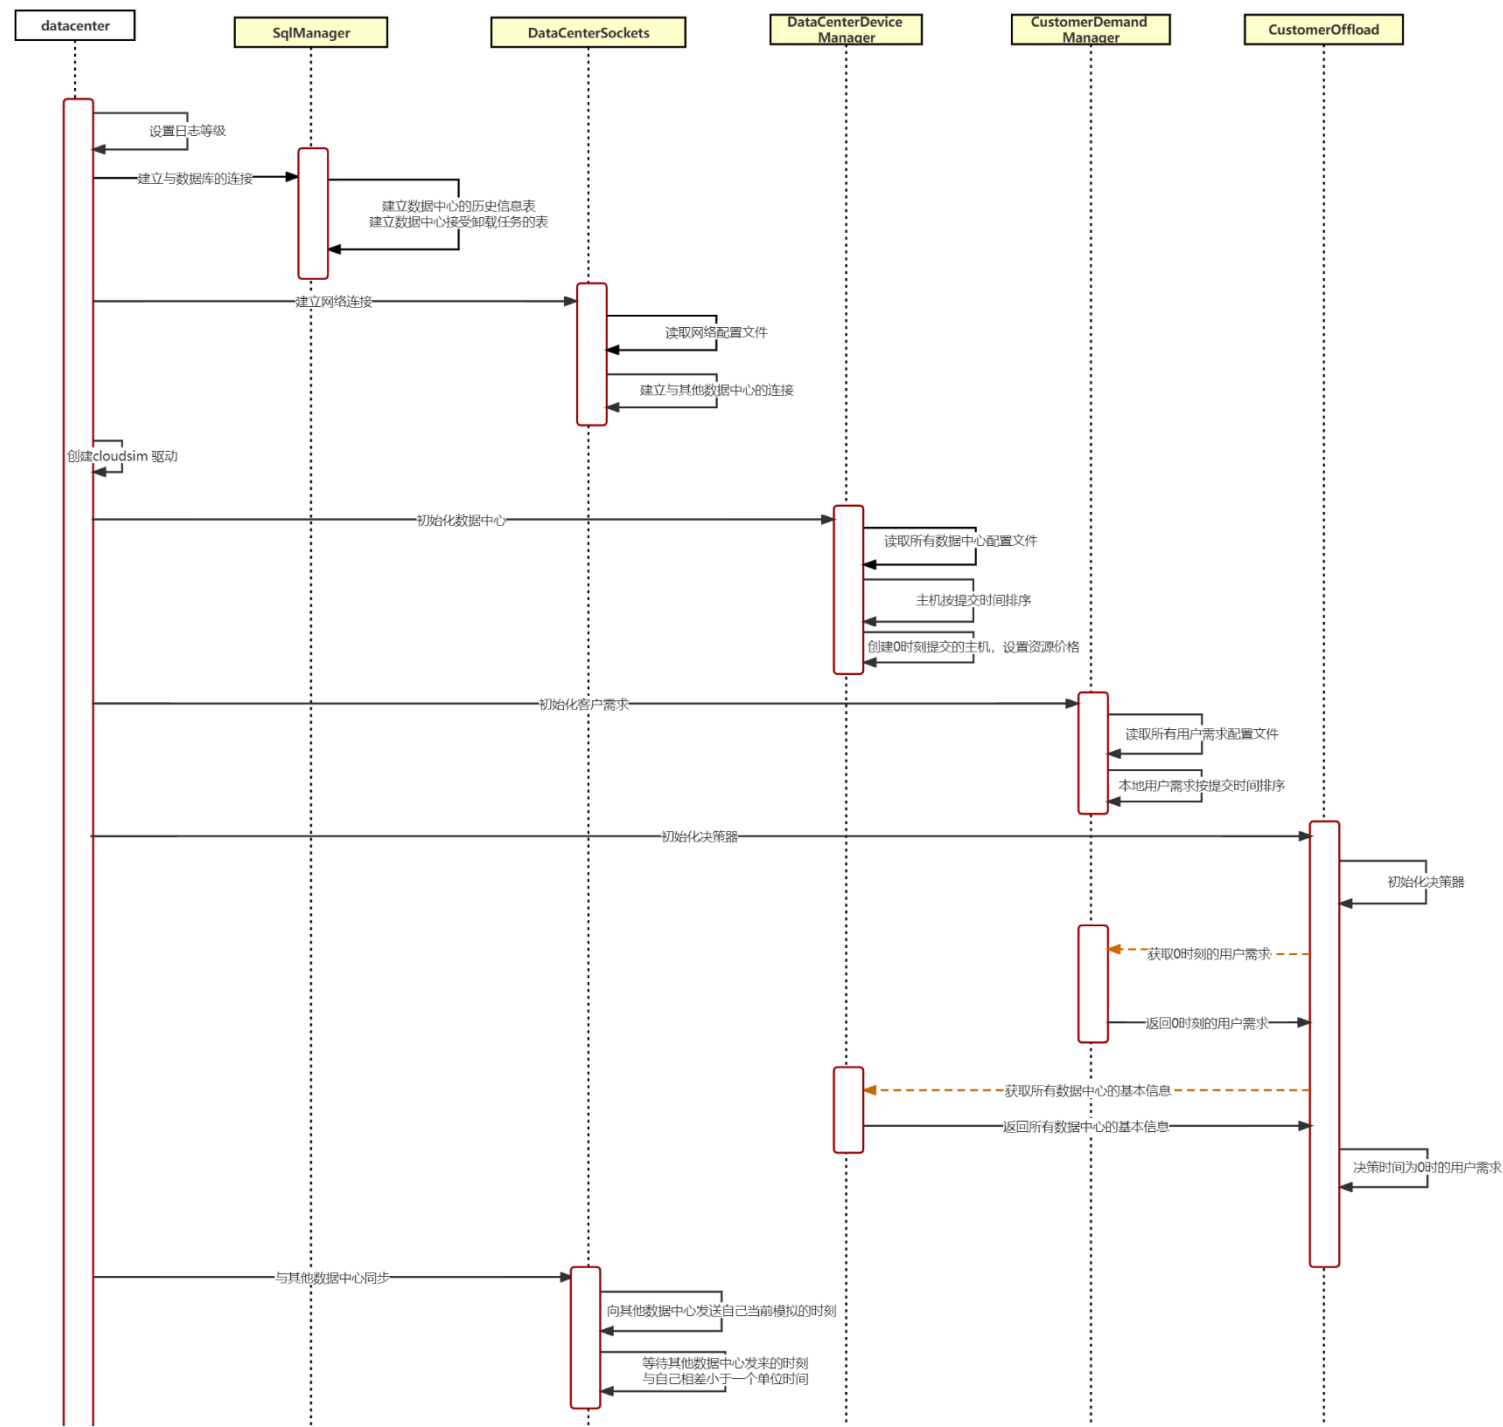 datacenter
SqlManager
DataCenterSockets
DataCenterDevice
Manager
CustomerDemand
Manager
CustomerOffload
设置日志等级
建立与数据库的连接
建立数据中心的历史信息表
建立数据中心接受卸载任务的表
建立网络连接
读取网络配置文件
建立与其他数据中心的连接
创建cloudsim 驱动
初始化数据中心
读取所有数据中心配置文件
主机按提交时间排序
创建0时刻提交的主机，设置资源价格
初始化客户需求
读取所有用户需求配置文件
本地用户需求按提交时间排序
初始化决策器
初始化决策器
获取0时刻的用户需求
返回0时刻的用户需求
获取所有数据中心的基本信息
返回所有数据中心的基本信息
决策时间为0时的用户需求
与其他数据中心同步
向其他数据中心发送自己当前模拟的时刻
等待其他数据中心发来的时刻
与自己相差小于一个单位时间